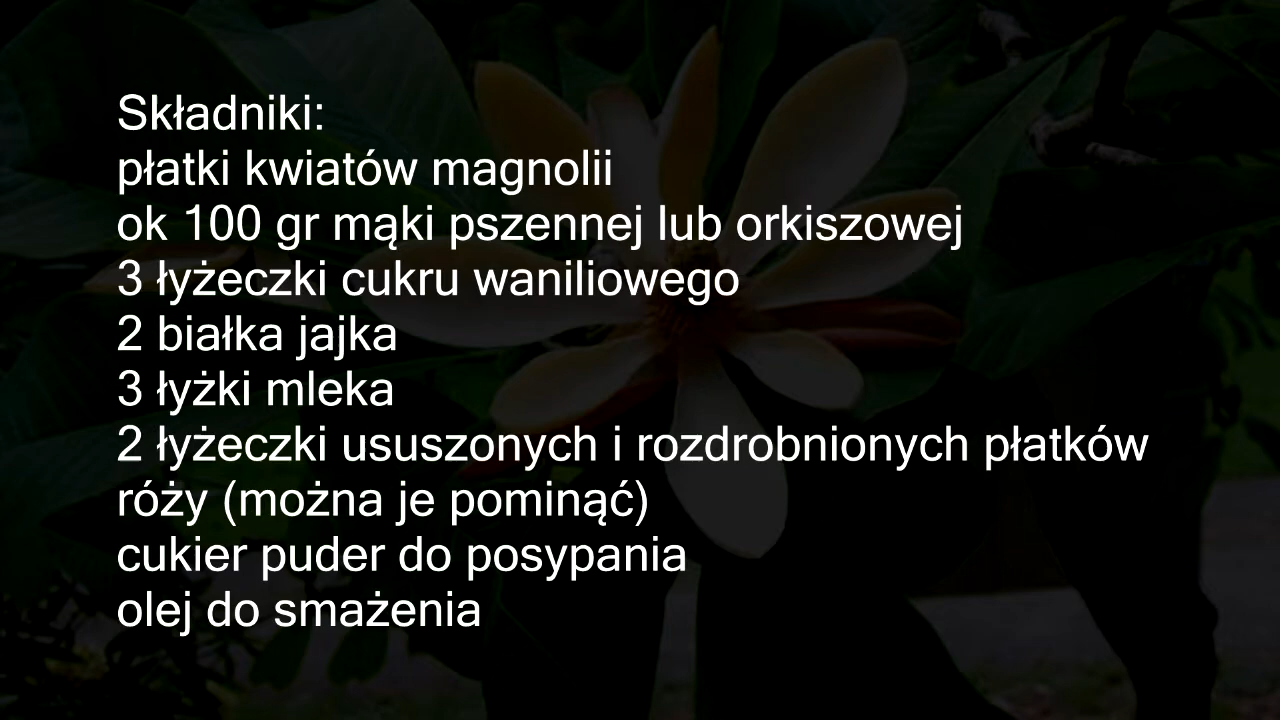 Składniki:
płatki kwiatów magnolii
ok 100 gr mąki pszennej lub orkiszowej
3 łyżeczki cukru waniliowego
2 białka jajka
3 łyżki mleka
2 łyżeczki ususzonych i rozdrobnionych płatków
róży (można je pominąć)
cukier puder do posypania
olej do smażenia